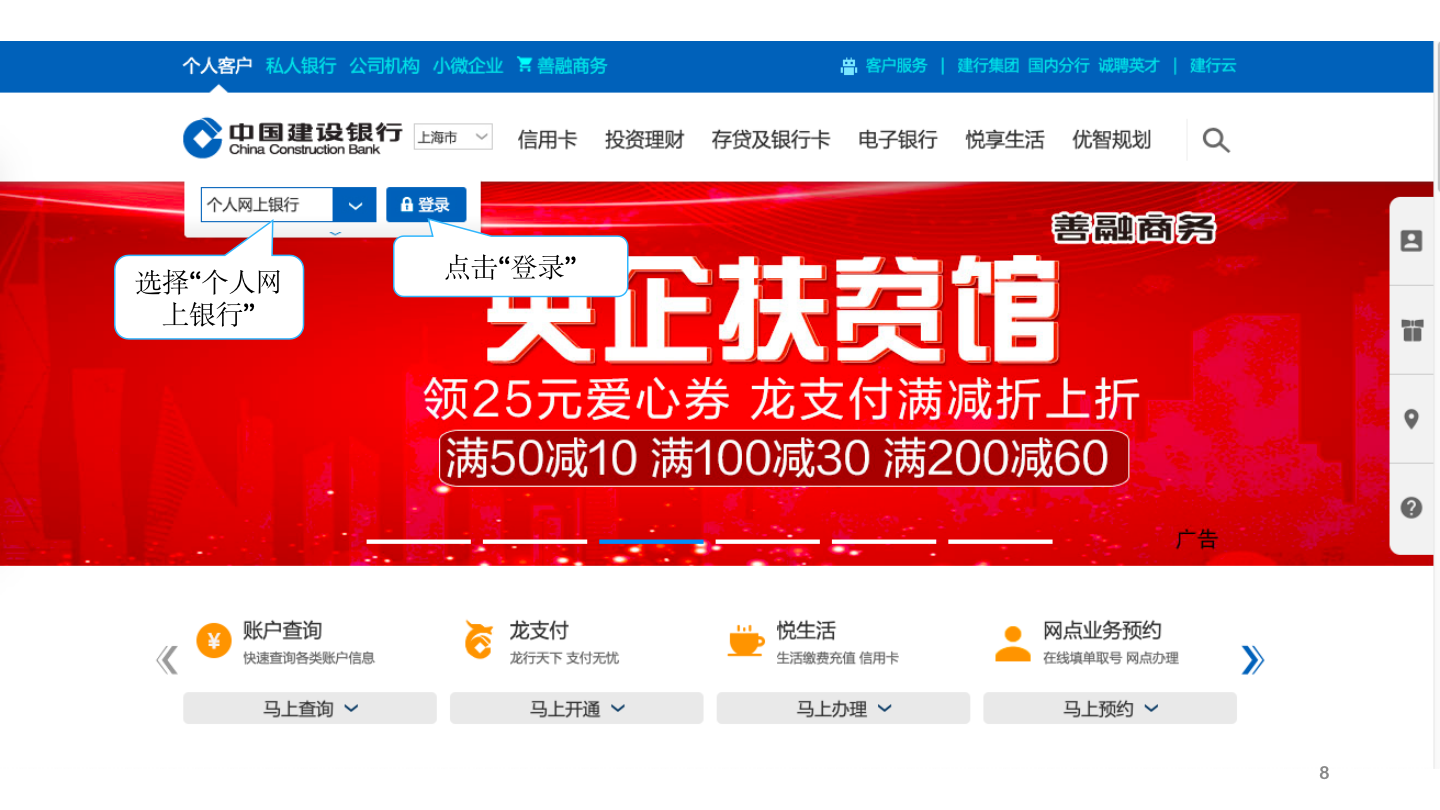 个人客户 私人银行 公司机构 小微企业 善融商务 客户服务 | 建行集团 国内分行 诚聘英才 | 建行云
中国建设银行
China Construction Bank
上海市
信用卡 投资理财 存贷及银行卡 电子银行 悦享生活 优智规划
个人网上银行 登录
善融商务
选择“个人网
上银行”
点击“登录”
央企扶贫馆
领25元爱心券 龙支付满减折上折
满50减10 满100减30 满200减60
广告
账户查询 龙支付 悦生活 网点业务预约
快速查询各类账户信息 龙行天下 支付无忧 生活缴费充值 信用卡 在线填单取号 网点办理
马上查询 马上开通 马上办理 马上预约
8